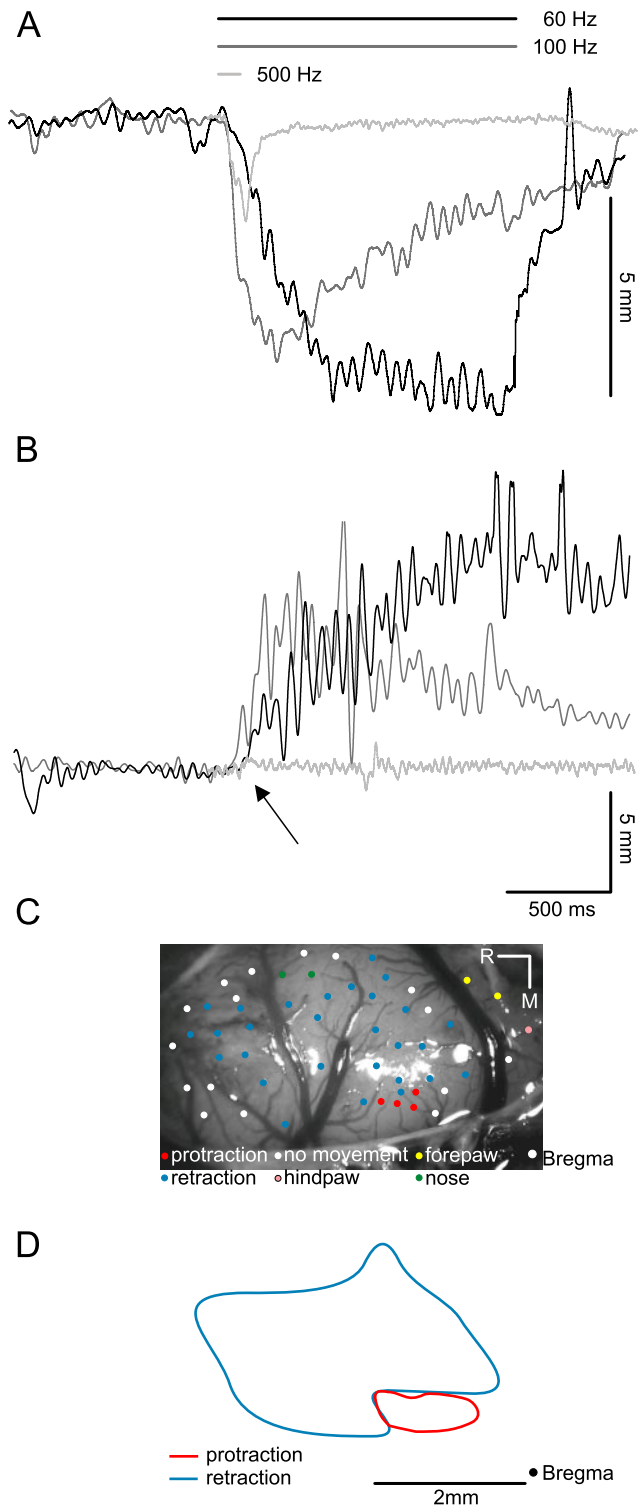 A
60 Hz
100 Hz
500 Hz
5 mm
B
5 mm
500 ms
C
R
M
protraction no movement forepaw Bregma
retraction hindpaw nose
D
protraction
retraction
Bregma
2mm